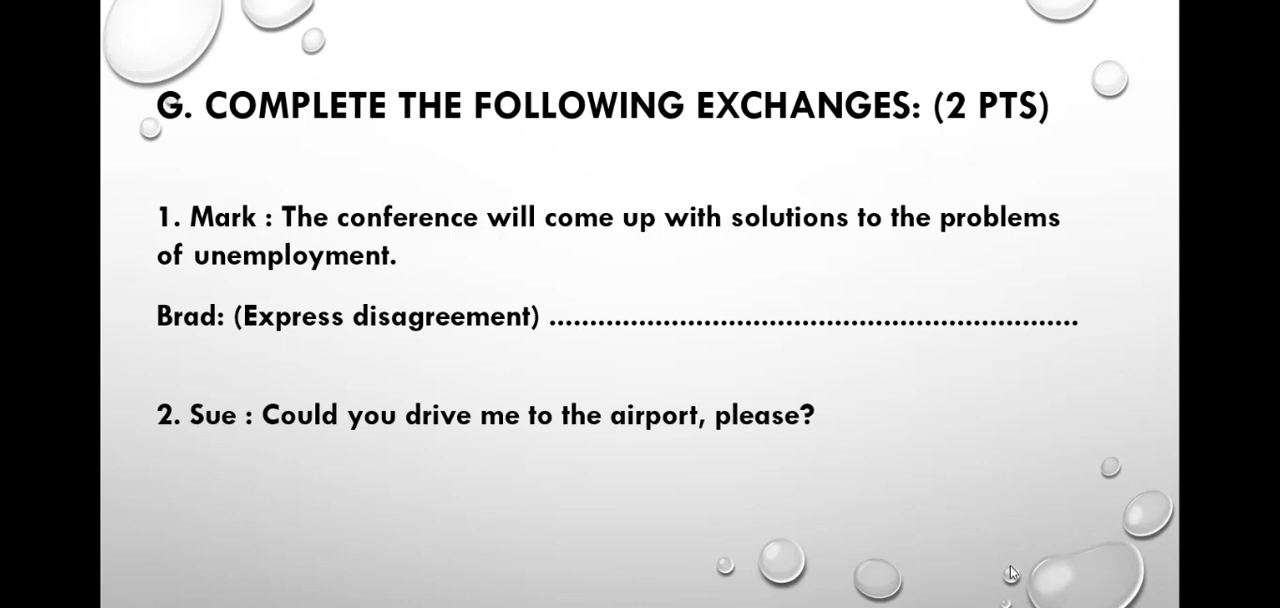 G. COMPLETE THE FOLLOWING EXCHANGES: (2 PTS)
1. Mark : The conference will come up with solutions to the problems
of unemployment.
Brad: (Express disagreement) .................................................................
2. Sue : Could you drive me to the airport, please?